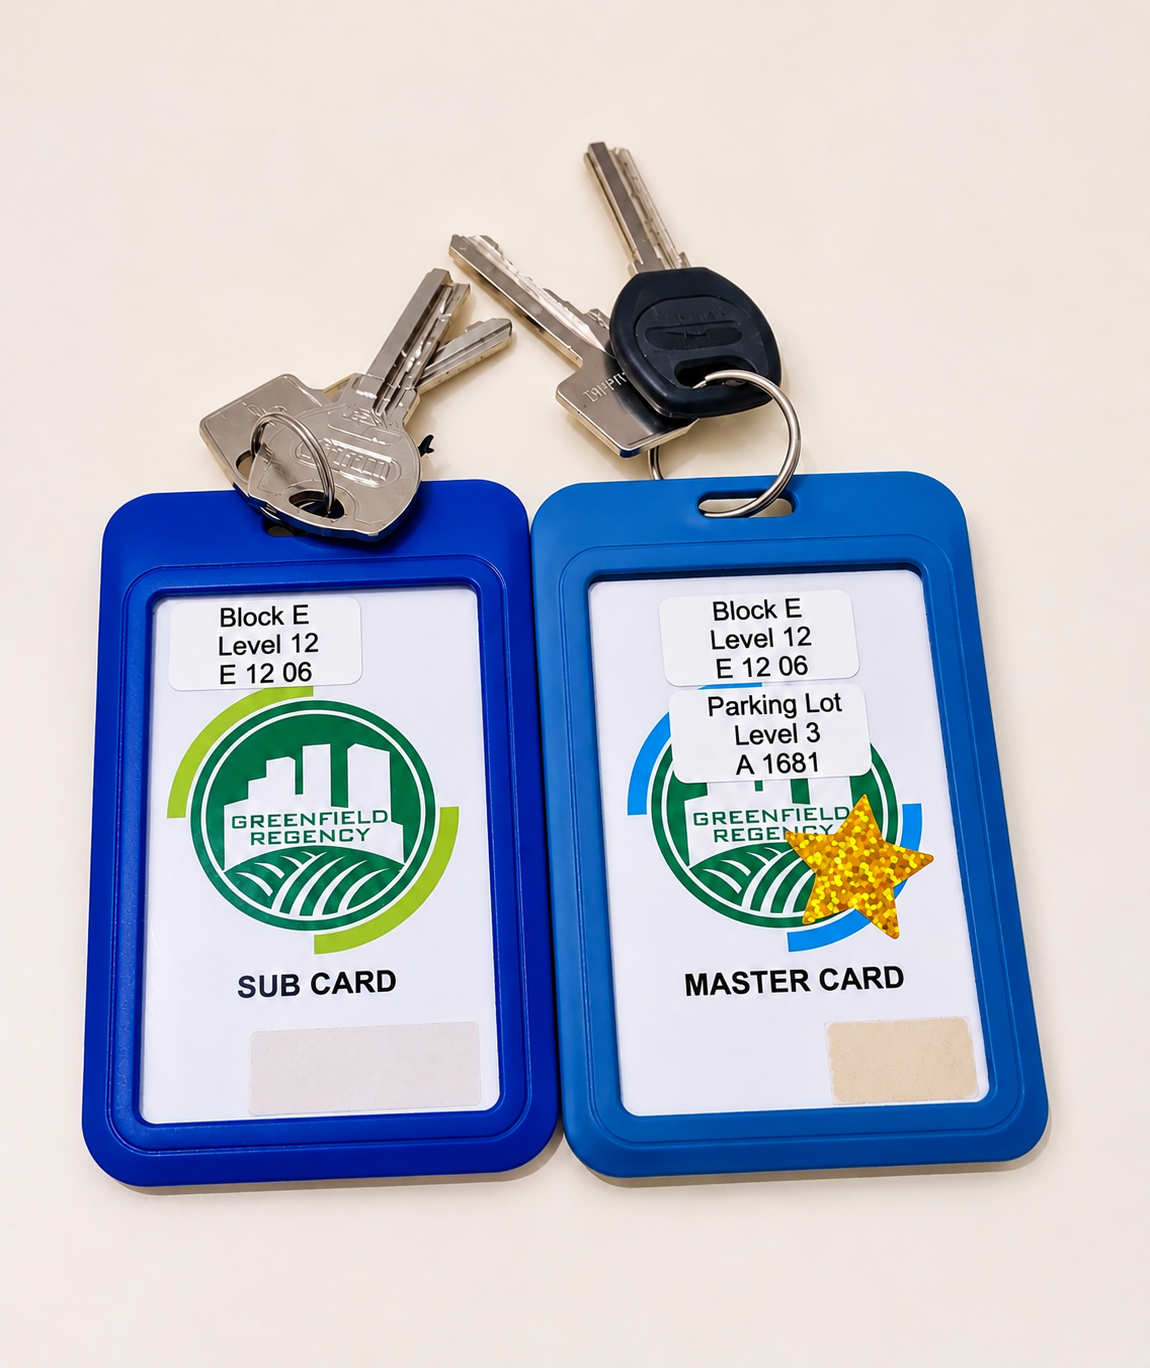 Block E
Level 12
E 12 06
GREENFIELD
REGENCY
SUB CARD
Block E
Level 12
E 12 06
Parking Lot
Level 3
A 1681
GREENFIELD
REGENCY
MASTER CARD